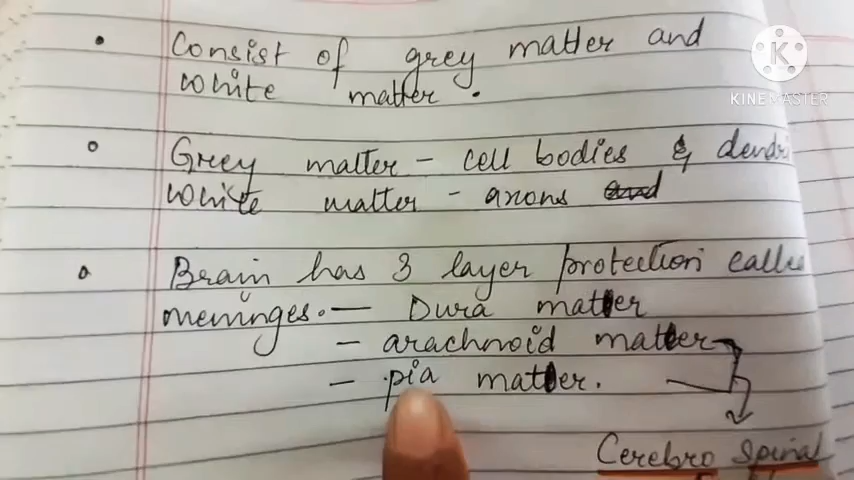 Consist of grey matter and
white matter.
Grey matter - cell bodies & dendri
white matter - axons and
Brain has 3 layer protection calle
meninges. - Dura matter
- arachnoid matter
- pia matter.
Cerebro spinal
KINEMASTER